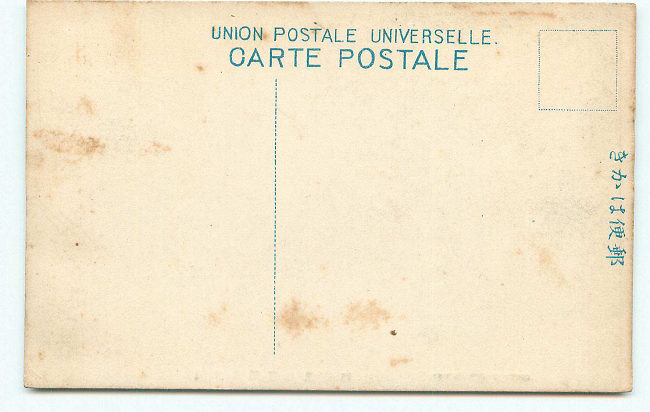 UNION POSTALE UNIVERSELLE.
CARTE POSTALE
きかは便郵